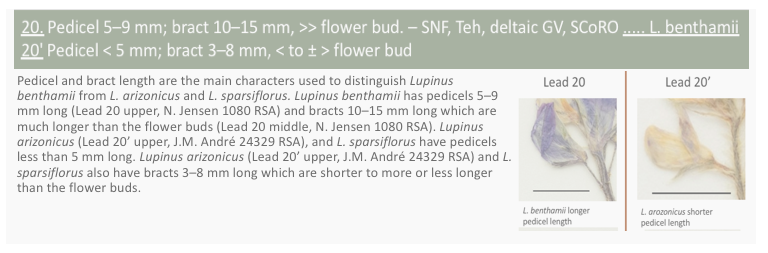 20. Pedicel 5–9 mm; bract 10–15 mm, >> flower bud. – SNF, Teh, deltaic GV, SCoRO ..... L. benthamii
20' Pedicel < 5 mm; bract 3–8 mm, < to ± > flower bud
Pedicel and bract length are the main characters used to distinguish Lupinus
benthamii from L. arizonicus and L. sparsiflorus. Lupinus benthamii has pedicels 5–9
mm long (Lead 20 upper, N. Jensen 1080 RSA) and bracts 10–15 mm long which are
much longer than the flower buds (Lead 20 middle, N. Jensen 1080 RSA). Lupinus
arizonicus (Lead 20’ upper, J.M. André 24329 RSA), and L. sparsiflorus have pedicels
less than 5 mm long. Lupinus arizonicus (Lead 20’ upper, J.M. André 24329 RSA) and L.
sparsiflorus also have bracts 3–8 mm long which are shorter to more or less longer
than the flower buds.
Lead 20
L. benthamii longer
pedicel length
Lead 20’
L. arozonicus shorter
pedicel length